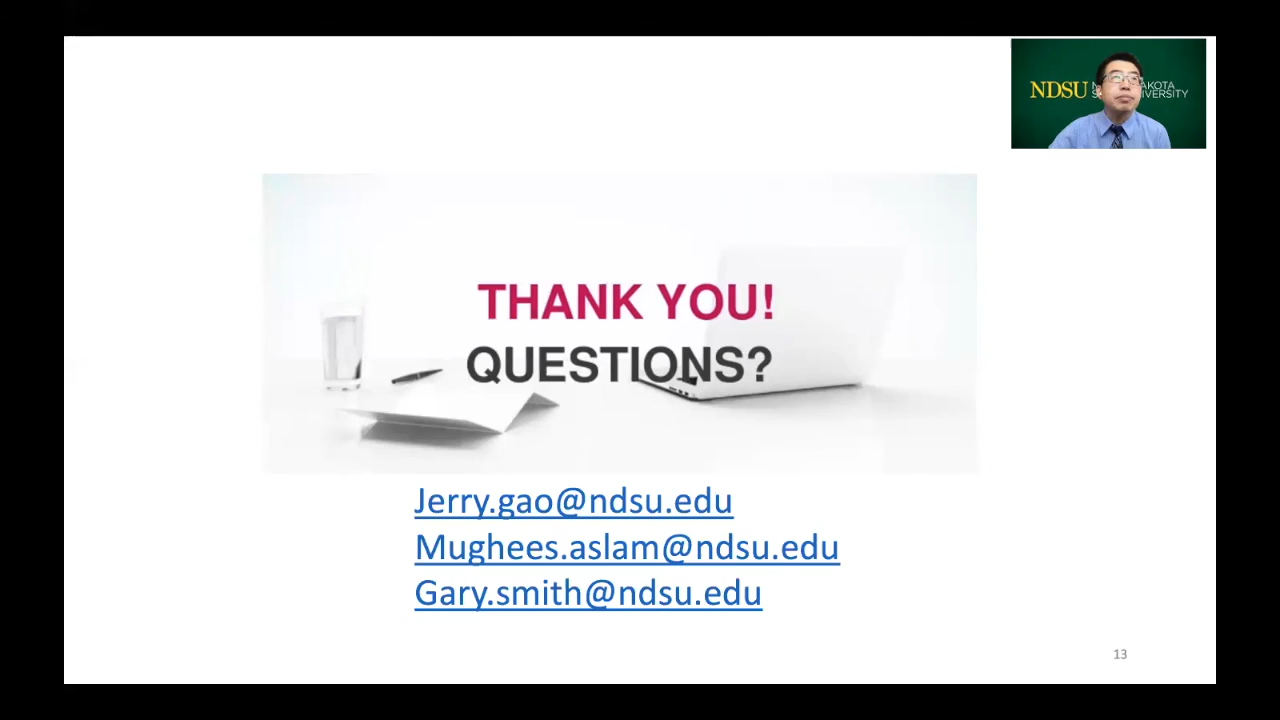 NDSU
THANK YOU!
QUESTIONS?
Jerry.gao@ndsu.edu
Mughees.aslam@ndsu.edu
Gary.smith@ndsu.edu
13